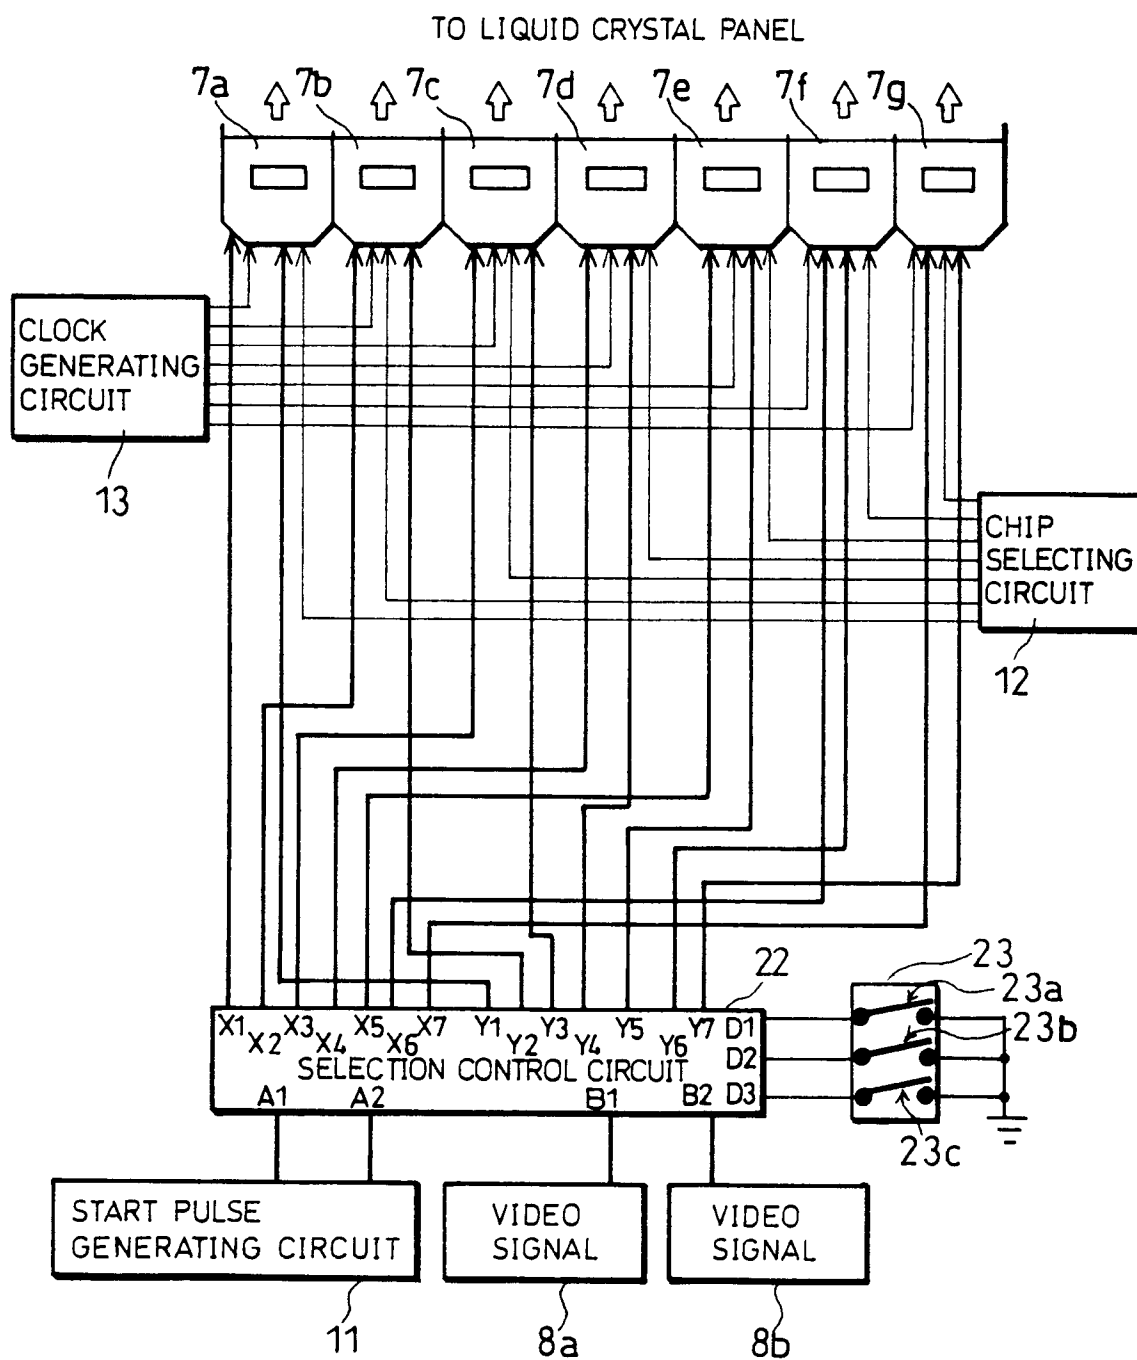 TO LIQUID CRYSTAL PANEL
7a 7b 7c 7d 7e 7f 7g
CLOCK
GENERATING
CIRCUIT
13
CHIP
SELECTING
CIRCUIT
12
22
23
23a
23b
23c
X1 X2 X3 X4 X5 X6 X7 Y1 Y2 Y3 Y4 Y5 Y6 Y7 D1
D2
SELECTION CONTROL CIRCUIT
A1 A2 B1 B2 D3
START PULSE
GENERATING CIRCUIT
11
VIDEO
SIGNAL
8a
VIDEO
SIGNAL
8b